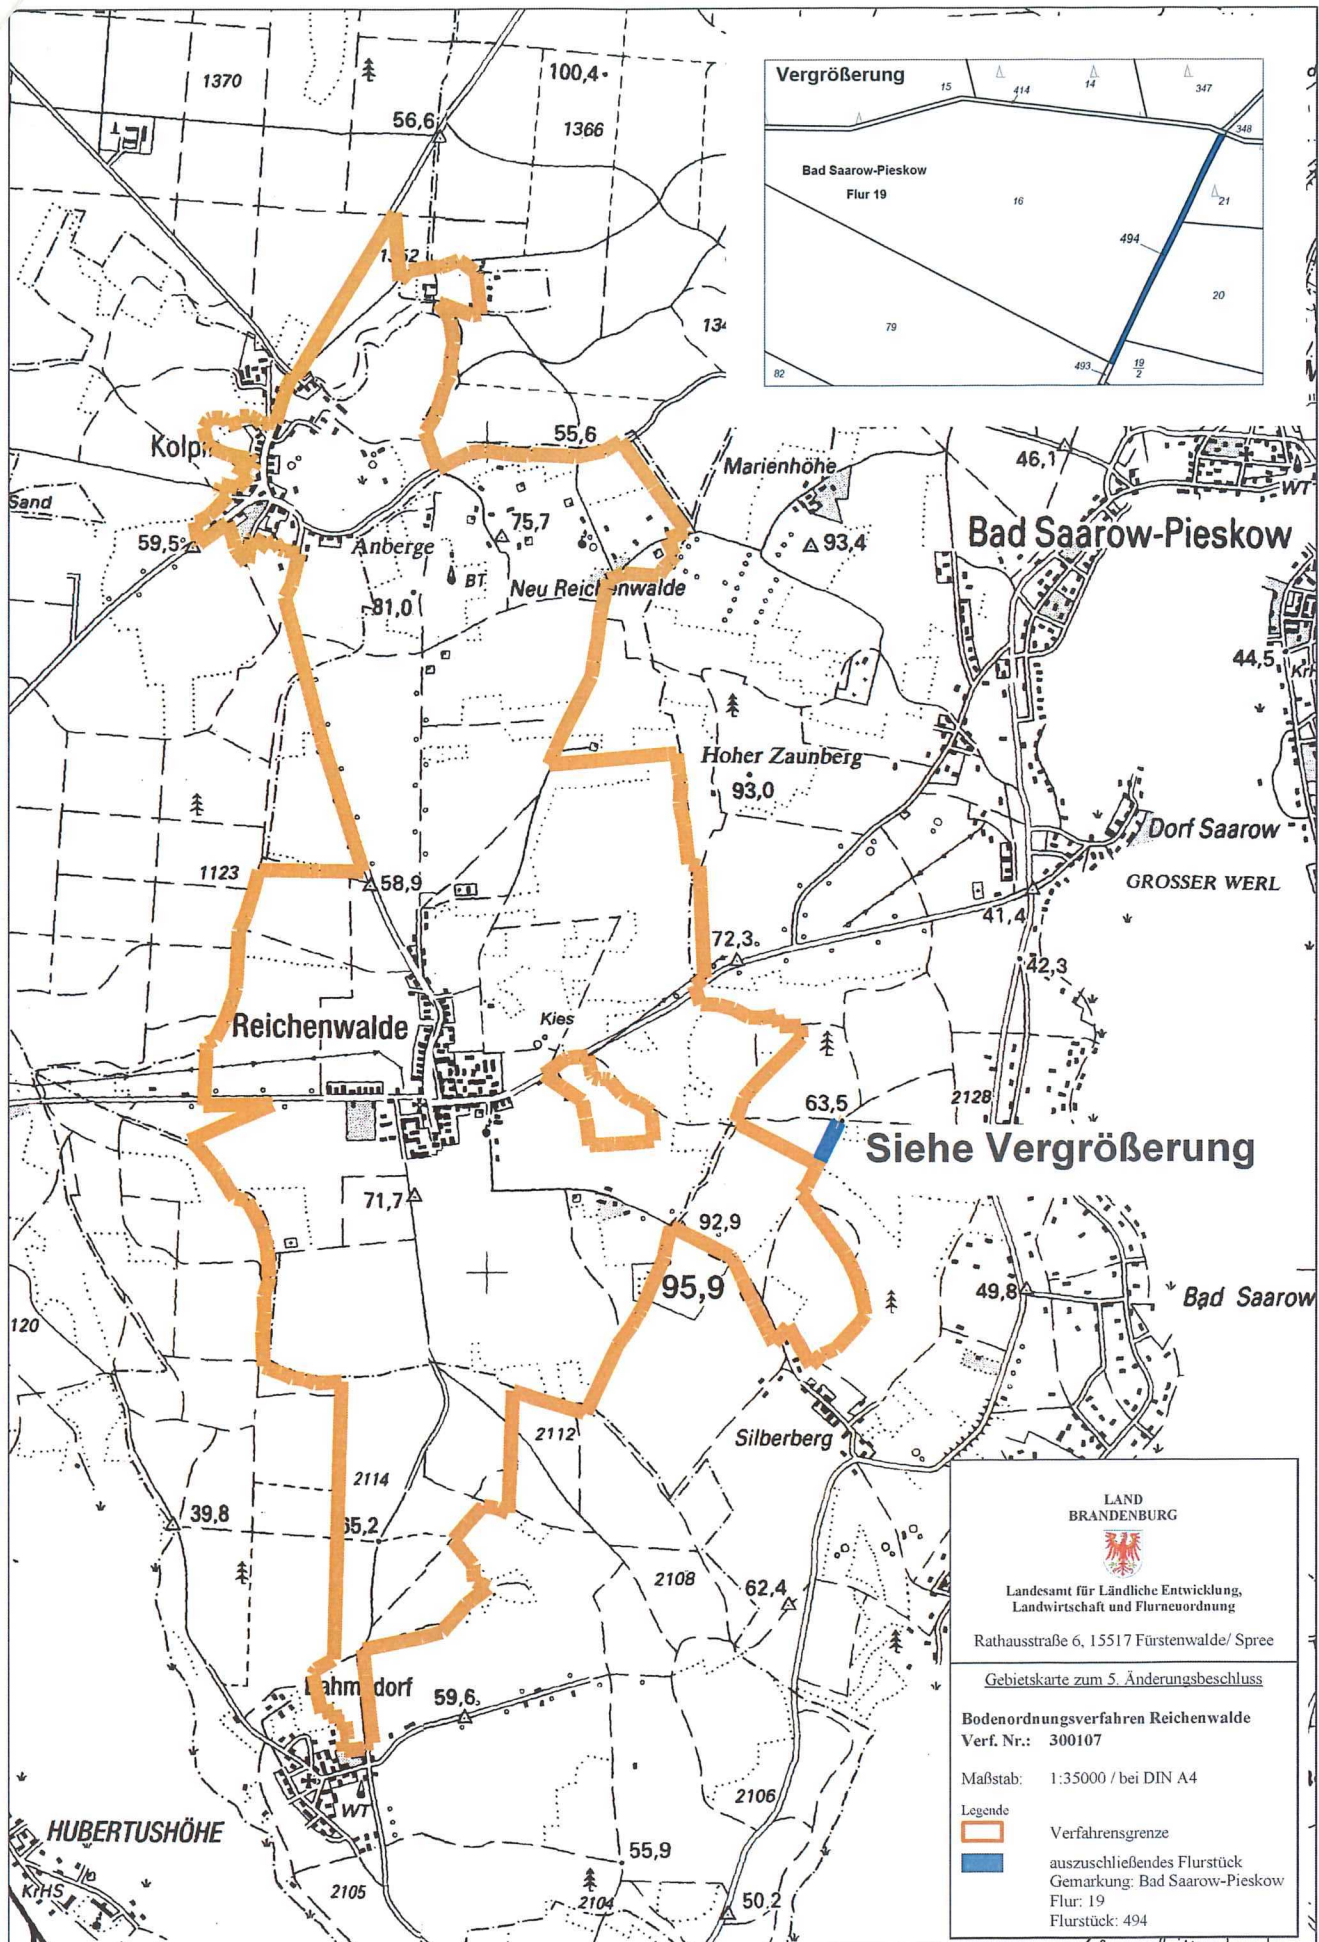 1370
100,4
56,6
1366
Vergrößerung
15
414
14
347
348
Bad Saarow-Pieskow
Flur 19
16
21
494
20
79
493
19
2
82
55,6
Marienhöhe
46,1
WT
Sand
Bad Saarow-Pieskow
59,5
75,7
93,4
Anberge
BT
Neu Reichenwalde
81,0
44,5
Hoher Zaunberg
93,0
Dorf Saarow
1123
58,9
GROSSER WERL
41,4
72,3
42,3
Reichenwalde
Kies
2128
63,5
Siehe Vergrößerung
71,7
92,9
95,9
49,8
Bad Saarow
120
2112
Silberberg
2114
39,8
65,2
2108
62,4
59,6
WT
2106
HUBERTUSHÖHE
55,9
KrHS
2105
2104
50,2
LAND
BRANDENBURG
Landesamt für Ländliche Entwicklung,
Landwirtschaft und Flurneuordnung
Rathausstraße 6, 15517 Fürstenwalde/ Spree
Gebietskarte zum 5. Änderungsbeschluss
Bodenordnungsverfahren Reichenwalde
Verf. Nr.: 300107
Maßstab: 1:35000 / bei DIN A4
Legende
Verfahrensgrenze
auszuschließendes Flurstück
Gemarkung: Bad Saarow-Pieskow
Flur: 19
Flurstück: 494